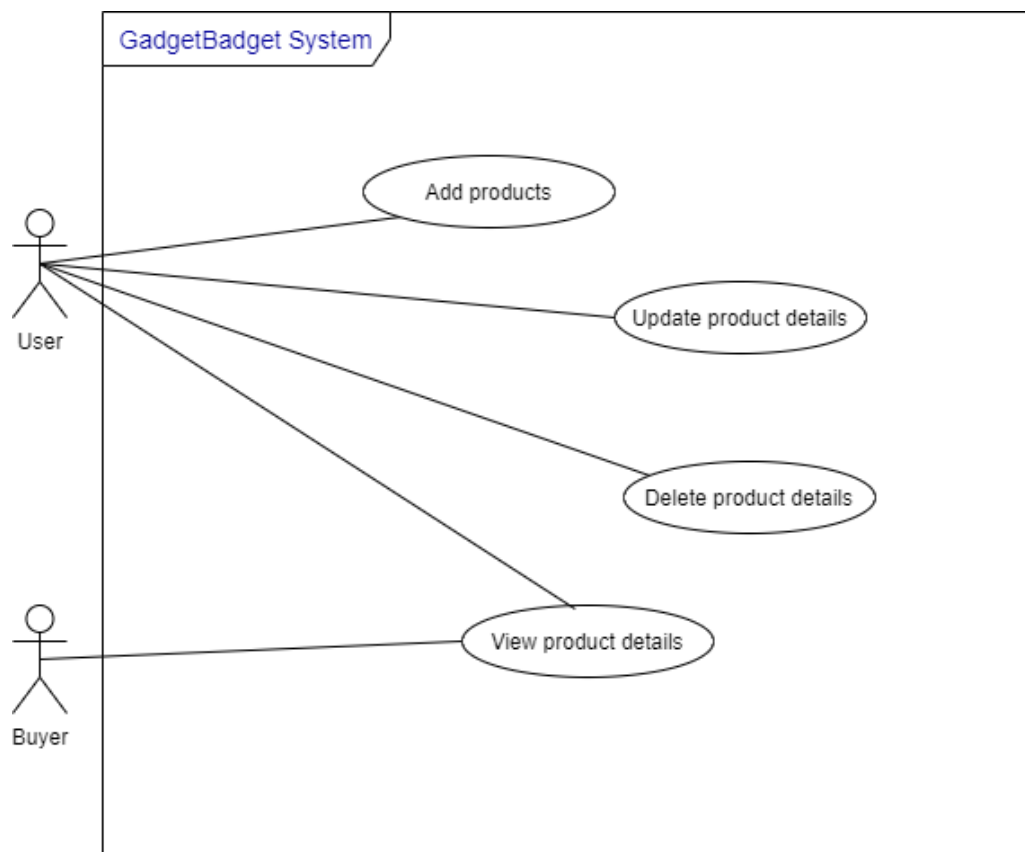 GadgetBadget System
Add products
Update product details
User
Delete product details
View product details
Buyer